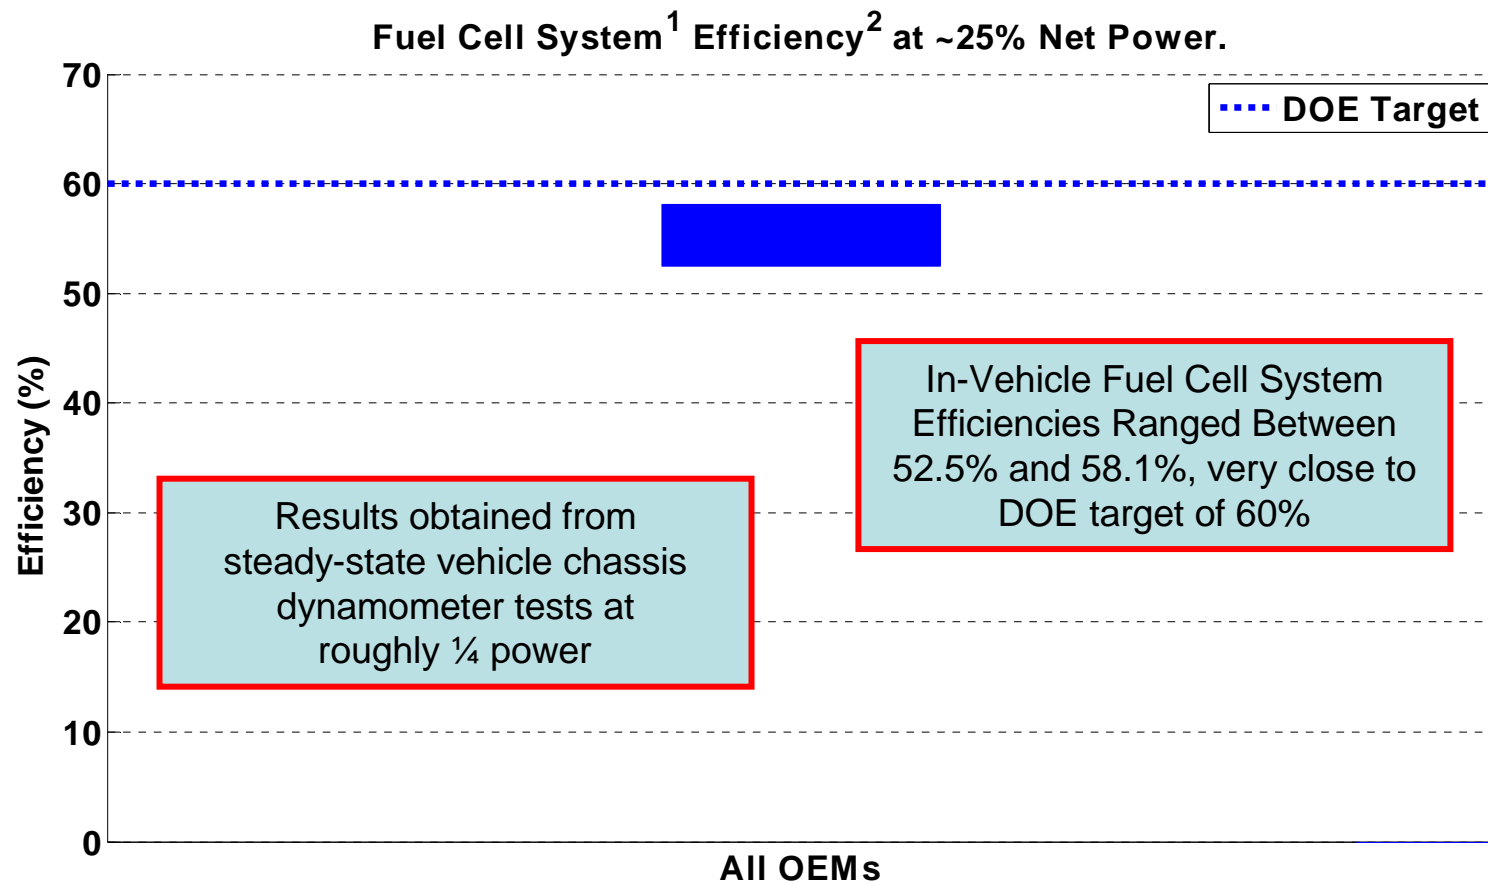 Fuel Cell System¹ Efficiency² at ~25% Net Power.
DOE Target
70
60
50
40
30
20
10
0
Efficiency (%)
In-Vehicle Fuel Cell System
Efficiencies Ranged Between
52.5% and 58.1%, very close to
DOE target of 60%
Results obtained from
steady-state vehicle chassis
dynamometer tests at
roughly ¼ power
All OEMs